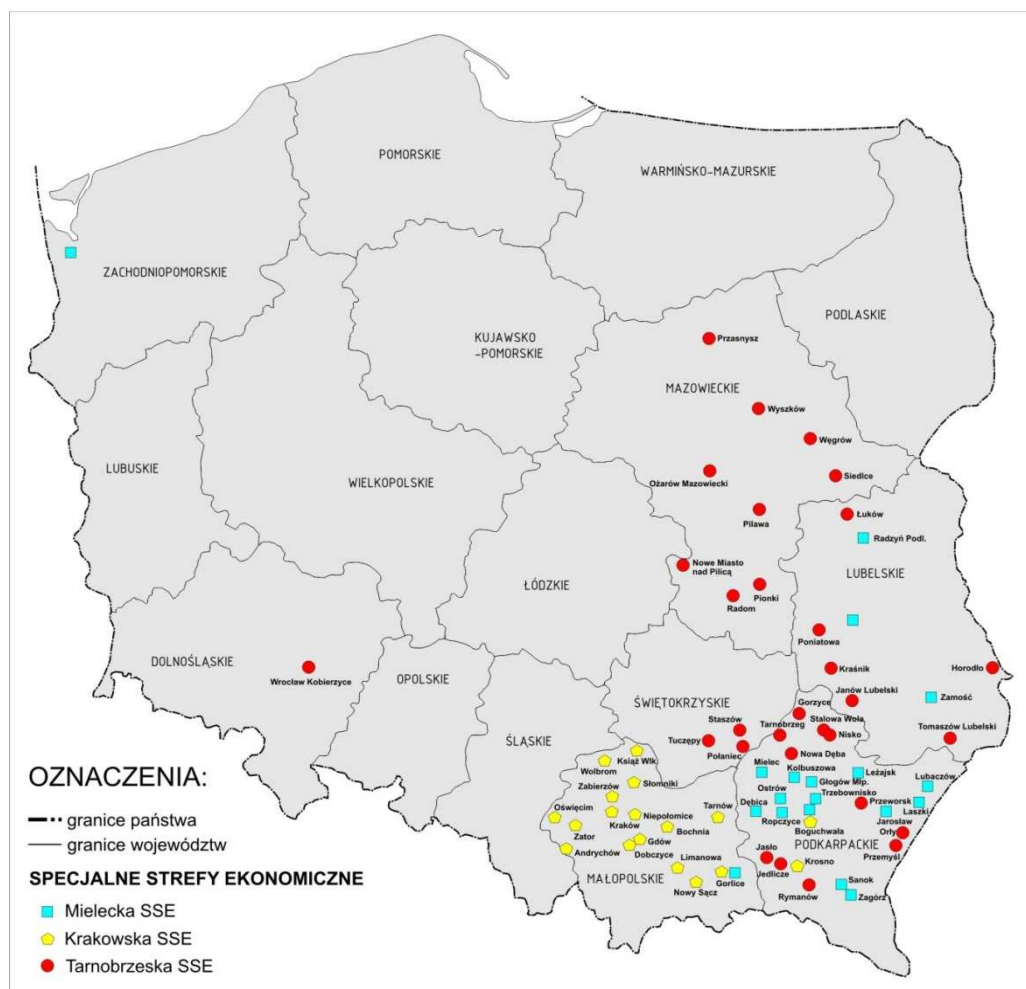 POMORSKIE
WARMIŃSKO-MAZURSKIE
ZACHODNIOPOMORSKIE
PODLASKIE
KUJAWSKO
-POMORSKIE
Przasnysz
MAZOWIECKIE
Wyszków
Węgrów
LUBUSKIE
WIELKOPOLSKIE
Ożarów Mazowiecki
Siedlce
Piława
Łuków
Radzyń Podl.
Nowe Miasto
nad Pilicą
LUBELSKIE
ŁÓDZKIE
Pionki
Radom
Poniatowa
DOLNOŚLĄSKIE
Wrocław Kobierzyce
OPOLSKIE
Kraśnik
Horodło
Janów Lubelski
Zamość
ŚWIĘTOKRZYSKIE
Gorzyce
Staszów
Tarnobrzeg
Stalowa Wola
Nisko
Tomaszów Lubelski
Tuczępy
Połaniec
ŚLĄSKIE
Książ Wlk.
Nowa Dęba
Wolbrom
Mielec
Kolbuszowa
Leżajsk
Słomniki
Głogów Młp.
Lubaczów
Zabierzów
Ostrów
Trzebownisko
Oświęcim
Tarnów
Dębica
Przeworsk
Laszki
Niepołomice
Kraków
Ropczyce
Jarosław
Zator
Bochnia
Boguchwała
Orły
Gdów
PODKARPACKIE
Andrychów
Dobczyce
Przemyśl
Limanowa
Jasło
MAŁOPOLSKIE
Jedlicze
Krosno
Gorlice
Nowy Sącz
Rymanów
Sanok
Zagórz
OZNACZENIA:
granice państwa
granice województw
SPECJALNE STREFY EKONOMICZNE
Mielecka SSE
Krakowska SSE
Tarnobrzeska SSE